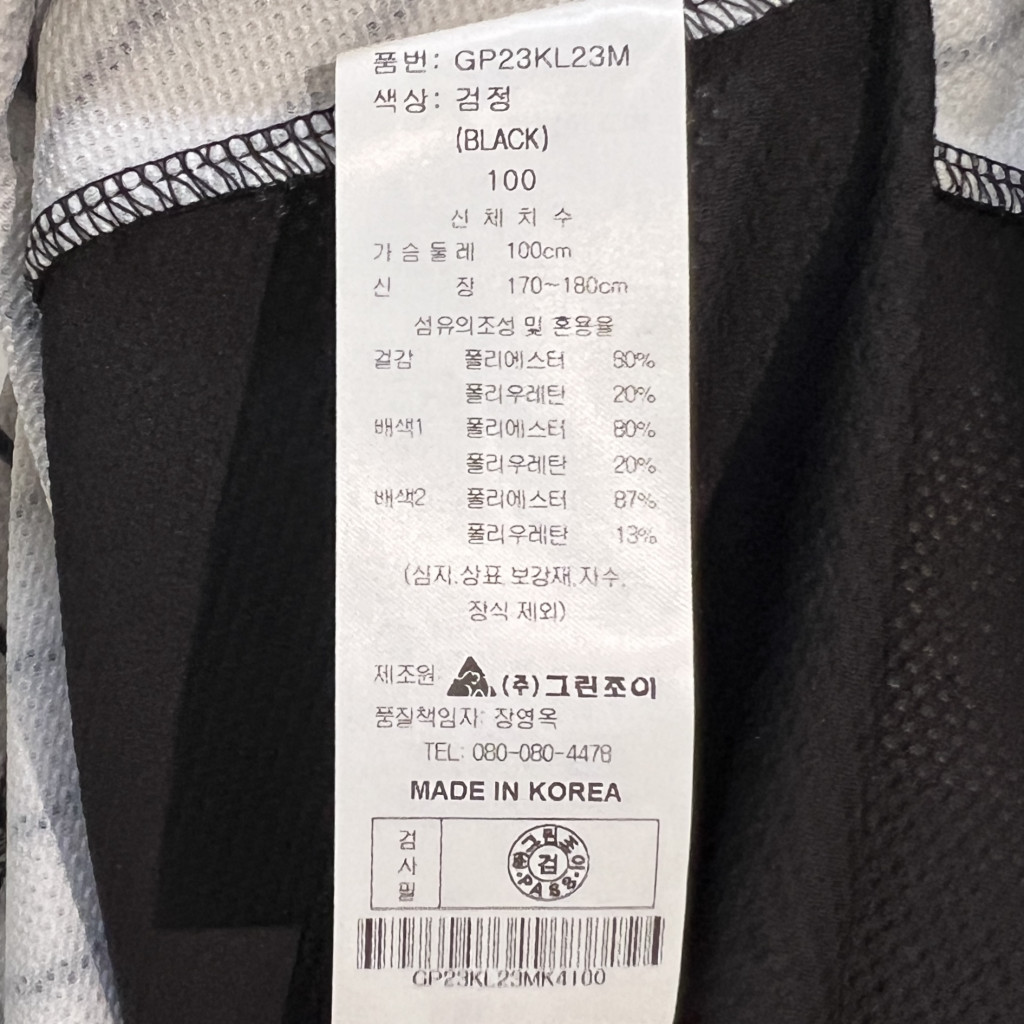 품번: GP23KL23M
색상: 검정
(BLACK)
100
신체치수
가슴둘레 100cm
신 장 170~180cm
섬유의조성 및 혼용율
겉감 폴리에스터 80%
폴리우레탄 20%
배색1 폴리에스터 80%
폴리우레탄 20%
배색2 폴리에스터 87%
폴리우레탄 13%
(심지,상표,보강재,자수,
장식 제외)
제조원 (주)그린조이
품질책임자: 장영옥
TEL: 080-080-4478
MADE IN KOREA
검사필
그린조이
검
PASS
GP23KL23MK4100